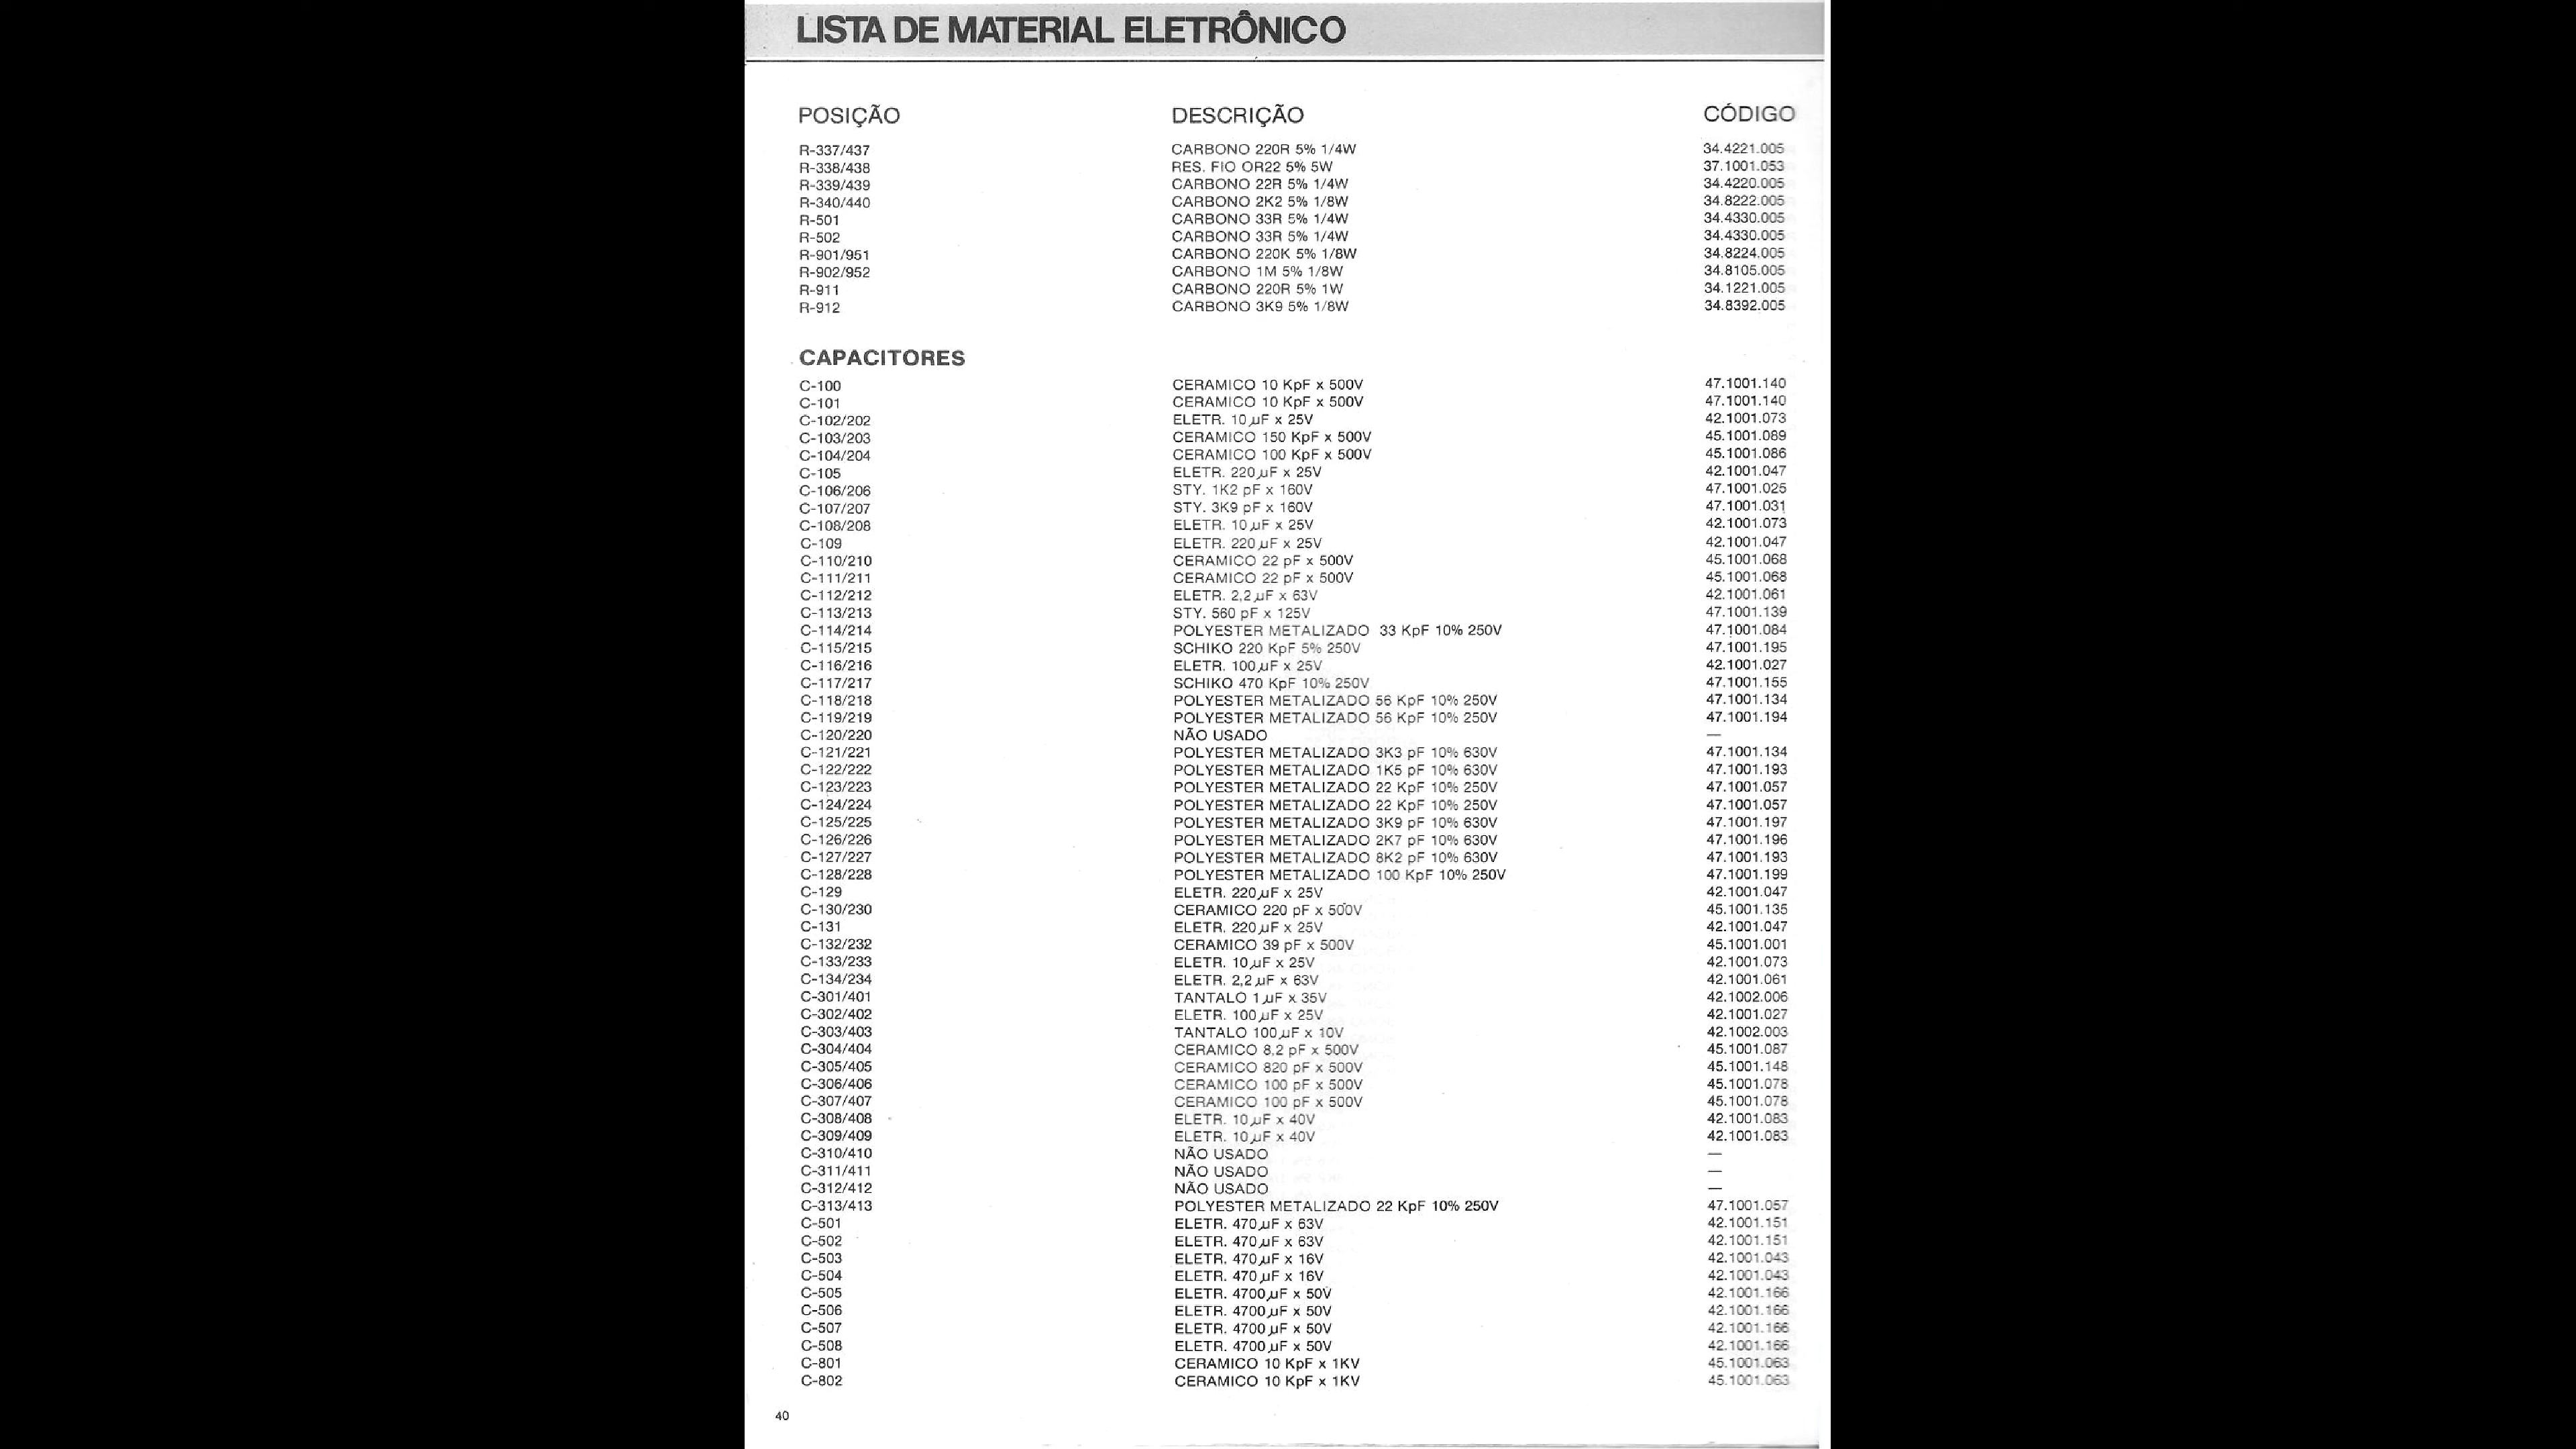 LISTA DE MATERIAL ELETRÔNICO
POSIÇÃO DESCRIÇÃO CÓDIGO
R-337/437 CARBONO 220R 5% 1/4W 34.4221.005
R-338/438 RES. FIO OR22 5% 5W 37.1001.053
R-339/439 CARBONO 22R 5% 1/4W 34.4220.005
R-340/440 CARBONO 2K2 5% 1/8W 34.8222.005
R-501 CARBONO 33R 5% 1/4W 34.4330.005
R-502 CARBONO 33R 5% 1/4W 34.4330.005
R-901/951 CARBONO 220K 5% 1/8W 34.8224.005
R-902/952 CARBONO 1M 5% 1/8W 34.8105.005
R-911 CARBONO 220R 5% 1W 34.1221.005
R-912 CARBONO 3K9 5% 1/8W 34.8392.005
CAPACITORES
C-100 CERAMICO 10 KpF x 500V 47.1001.140
C-101 CERAMICO 10 KpF x 500V 47.1001.140
C-102/202 ELETR. 10 µF x 25V 42.1001.073
C-103/203 CERAMICO 150 KpF x 500V 45.1001.089
C-104/204 CERAMICO 100 KpF x 500V 45.1001.086
C-105 ELETR. 220 µF x 25V 42.1001.047
C-106/206 STY. 1K2 pF x 160V 47.1001.025
C-107/207 STY. 3K9 pF x 160V 47.1001.031
C-108/208 ELETR. 10 µF x 25V 42.1001.073
C-109 ELETR. 220 µF x 25V 42.1001.047
C-110/210 CERAMICO 22 pF x 500V 45.1001.068
C-111/211 CERAMICO 22 pF x 500V 45.1001.068
C-112/212 ELETR. 2,2 µF x 63V 42.1001.061
C-113/213 STY. 560 pF x 125V 47.1001.139
C-114/214 POLYESTER METALIZADO 33 KpF 10% 250V 47.1001.084
C-115/215 SCHIKO 220 KpF 5% 250V 47.1001.195
C-116/216 ELETR. 100 µF x 25V 42.1001.027
C-117/217 SCHIKO 470 KpF 10% 250V 47.1001.155
C-118/218 POLYESTER METALIZADO 56 KpF 10% 250V 47.1001.134
C-119/219 POLYESTER METALIZADO 56 KpF 10% 250V 47.1001.194
C-120/220 NÃO USADO —
C-121/221 POLYESTER METALIZADO 3K3 pF 10% 630V 47.1001.134
C-122/222 POLYESTER METALIZADO 1K5 pF 10% 630V 47.1001.193
C-123/223 POLYESTER METALIZADO 22 KpF 10% 250V 47.1001.057
C-124/224 POLYESTER METALIZADO 22 KpF 10% 250V 47.1001.057
C-125/225 POLYESTER METALIZADO 3K9 pF 10% 630V 47.1001.197
C-126/226 POLYESTER METALIZADO 2K7 pF 10% 630V 47.1001.196
C-127/227 POLYESTER METALIZADO 8K2 pF 10% 630V 47.1001.193
C-128/228 POLYESTER METALIZADO 100 KpF 10% 250V 47.1001.199
C-129 ELETR. 220 µF x 25V 42.1001.047
C-130/230 CERAMICO 220 pF x 500V 45.1001.135
C-131 ELETR. 220 µF x 25V 42.1001.047
C-132/232 CERAMICO 39 pF x 500V 45.1001.001
C-133/233 ELETR. 10 µF x 25V 42.1001.073
C-134/234 ELETR. 2,2 µF x 63V 42.1001.061
C-301/401 TANTALO 1 µF x 35V 42.1002.006
C-302/402 ELETR. 100 µF x 25V 42.1001.027
C-303/403 TANTALO 100 µF x 10V 42.1002.003
C-304/404 CERAMICO 8,2 pF x 500V 45.1001.087
C-305/405 CERAMICO 820 pF x 500V 45.1001.148
C-306/406 CERAMICO 100 pF x 500V 45.1001.078
C-307/407 CERAMICO 100 pF x 500V 45.1001.078
C-308/408 ELETR. 10 µF x 40V 42.1001.083
C-309/409 ELETR. 10 µF x 40V 42.1001.083
C-310/410 NÃO USADO —
C-311/411 NÃO USADO —
C-312/412 NÃO USADO —
C-313/413 POLYESTER METALIZADO 22 KpF 10% 250V 47.1001.057
C-501 ELETR. 470 µF x 63V 42.1001.151
C-502 ELETR. 470 µF x 63V 42.1001.151
C-503 ELETR. 470 µF x 16V 42.1001.043
C-504 ELETR. 470 µF x 16V 42.1001.043
C-505 ELETR. 4700 µF x 50V 42.1001.166
C-506 ELETR. 4700 µF x 50V 42.1001.166
C-507 ELETR. 4700 µF x 50V 42.1001.166
C-508 ELETR. 4700 µF x 50V 42.1001.166
C-801 CERAMICO 10 KpF x 1KV 45.1001.063
C-802 CERAMICO 10 KpF x 1KV 45.1001.063
40